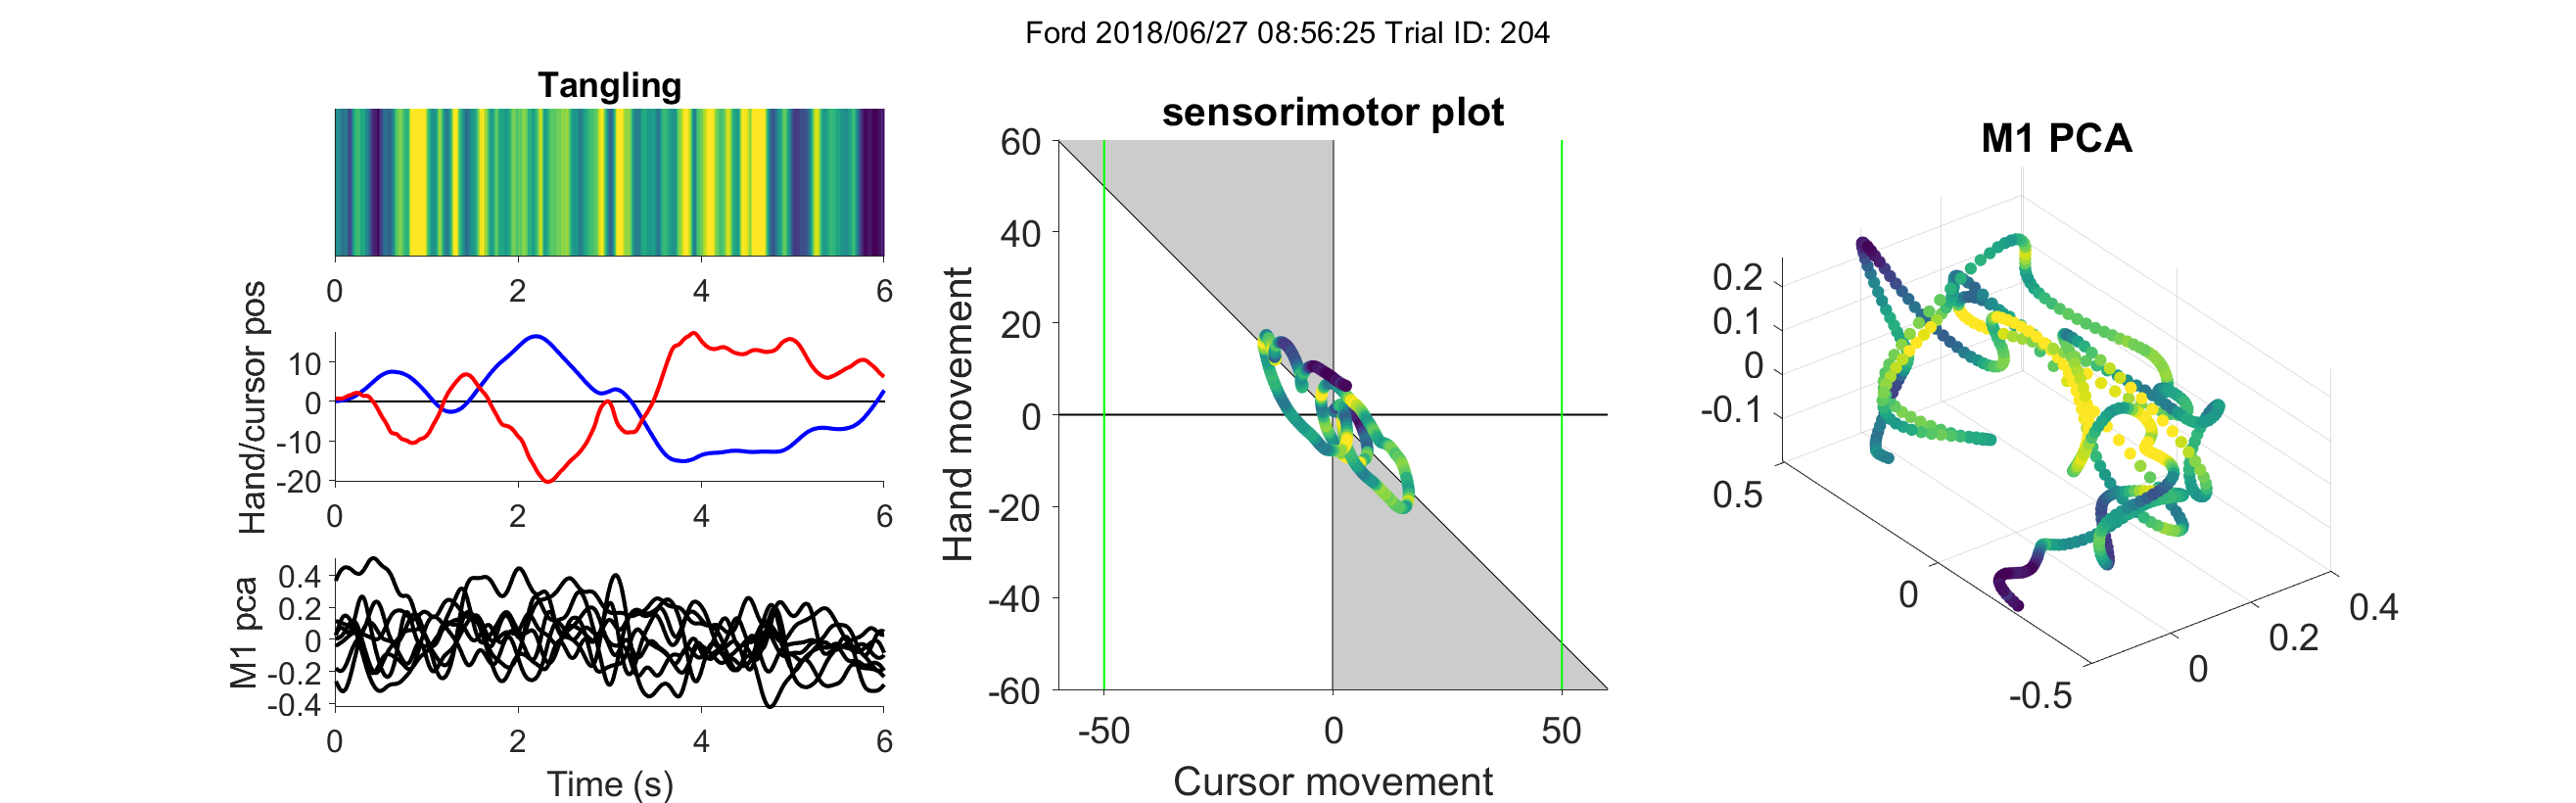 Ford 2018/06/27 08:56:25 Trial ID: 204
Tangling
0 2 4 6
Hand/cursor pos
10
0
-10
-20
0 2 4 6
M1 pca
0.4
0.2
0
-0.2
-0.4
0 2 4 6
Time (s)
sensorimotor plot
Hand movement
60
40
20
0
-20
-40
-60
-50 0 50
Cursor movement
M1 PCA
0.2
0.1
0
-0.1
0.5
0
-0.5
0
0.2
0.4